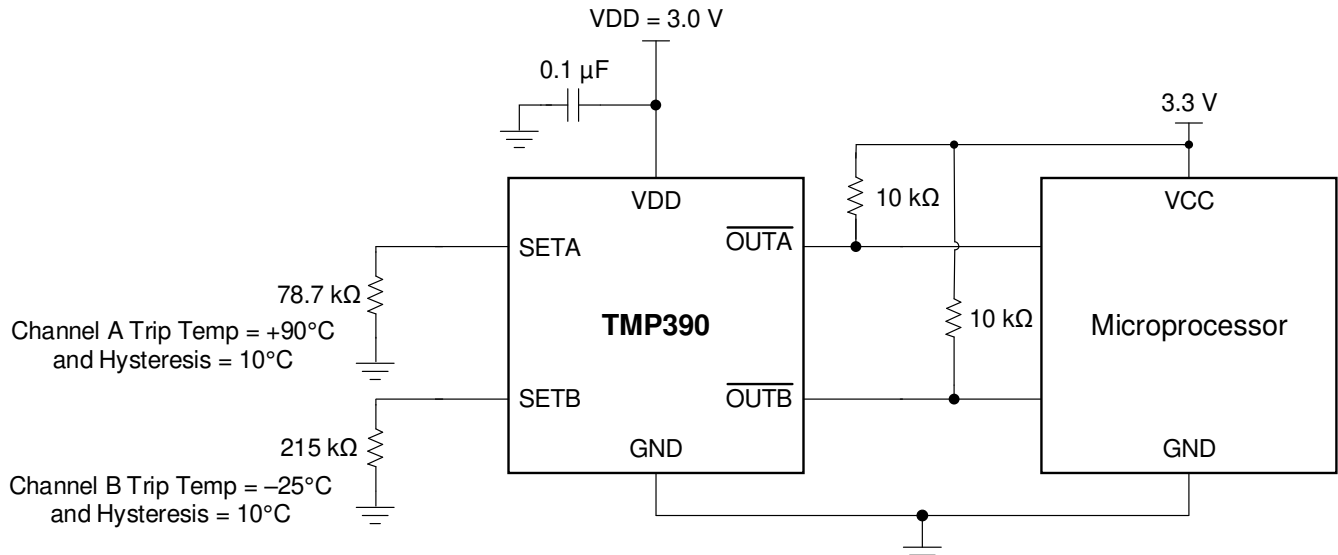 VDD = 3.0 V
0.1 µF
3.3 V
VDD
10 kΩ
VCC
SETA
OUTA
78.7 kΩ
Channel A Trip Temp = +90°C
and Hysteresis = 10°C
TMP390
10 kΩ
Microprocessor
SETB
OUTB
215 kΩ
GND
GND
Channel B Trip Temp = –25°C
and Hysteresis = 10°C